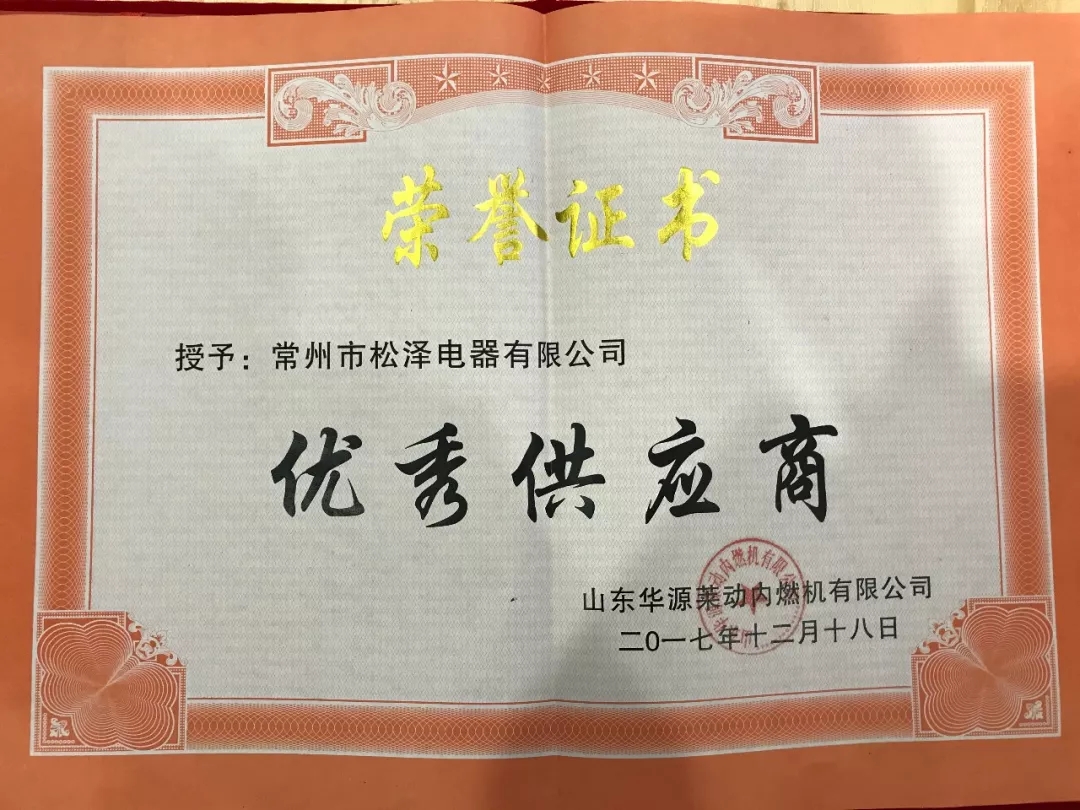 荣誉证书
授予：常州市松泽电器有限公司
优秀供应商
山东华源莱动内燃机有限公司
二0一七年十二月十八日